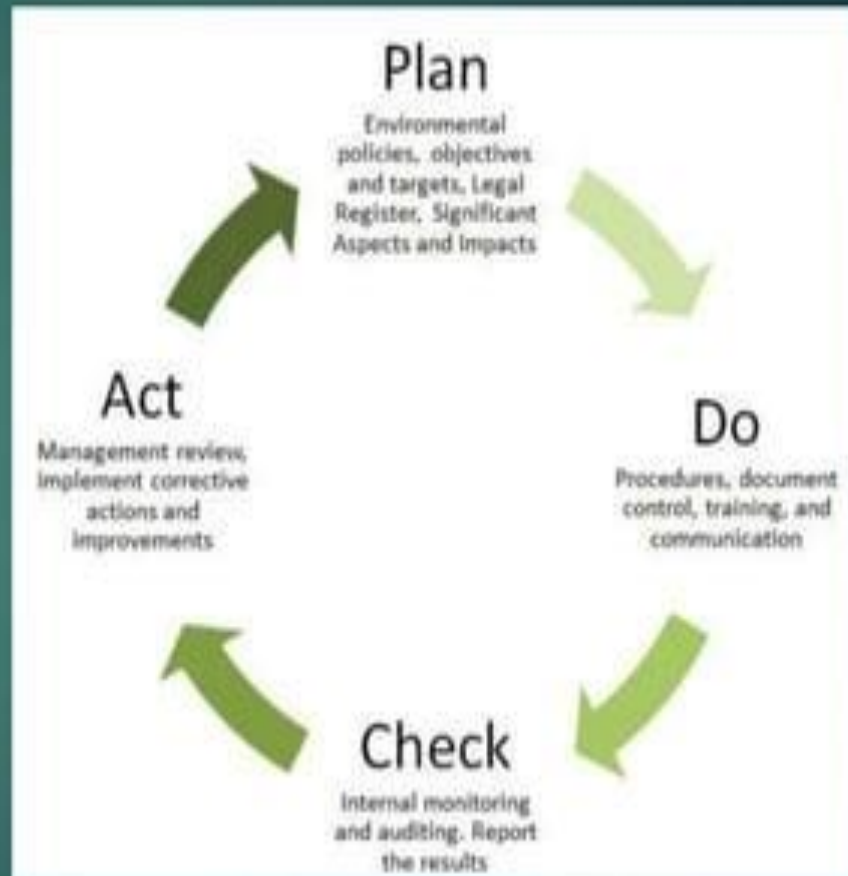 Plan
Environmental
policies, objectives
and targets, Legal
Register, Significant
Aspects and Impacts
Do
Procedures, document
control, training, and
communication
Check
Internal monitoring
and auditing. Report
the results
Act
Management review,
implement corrective
actions and
improvements